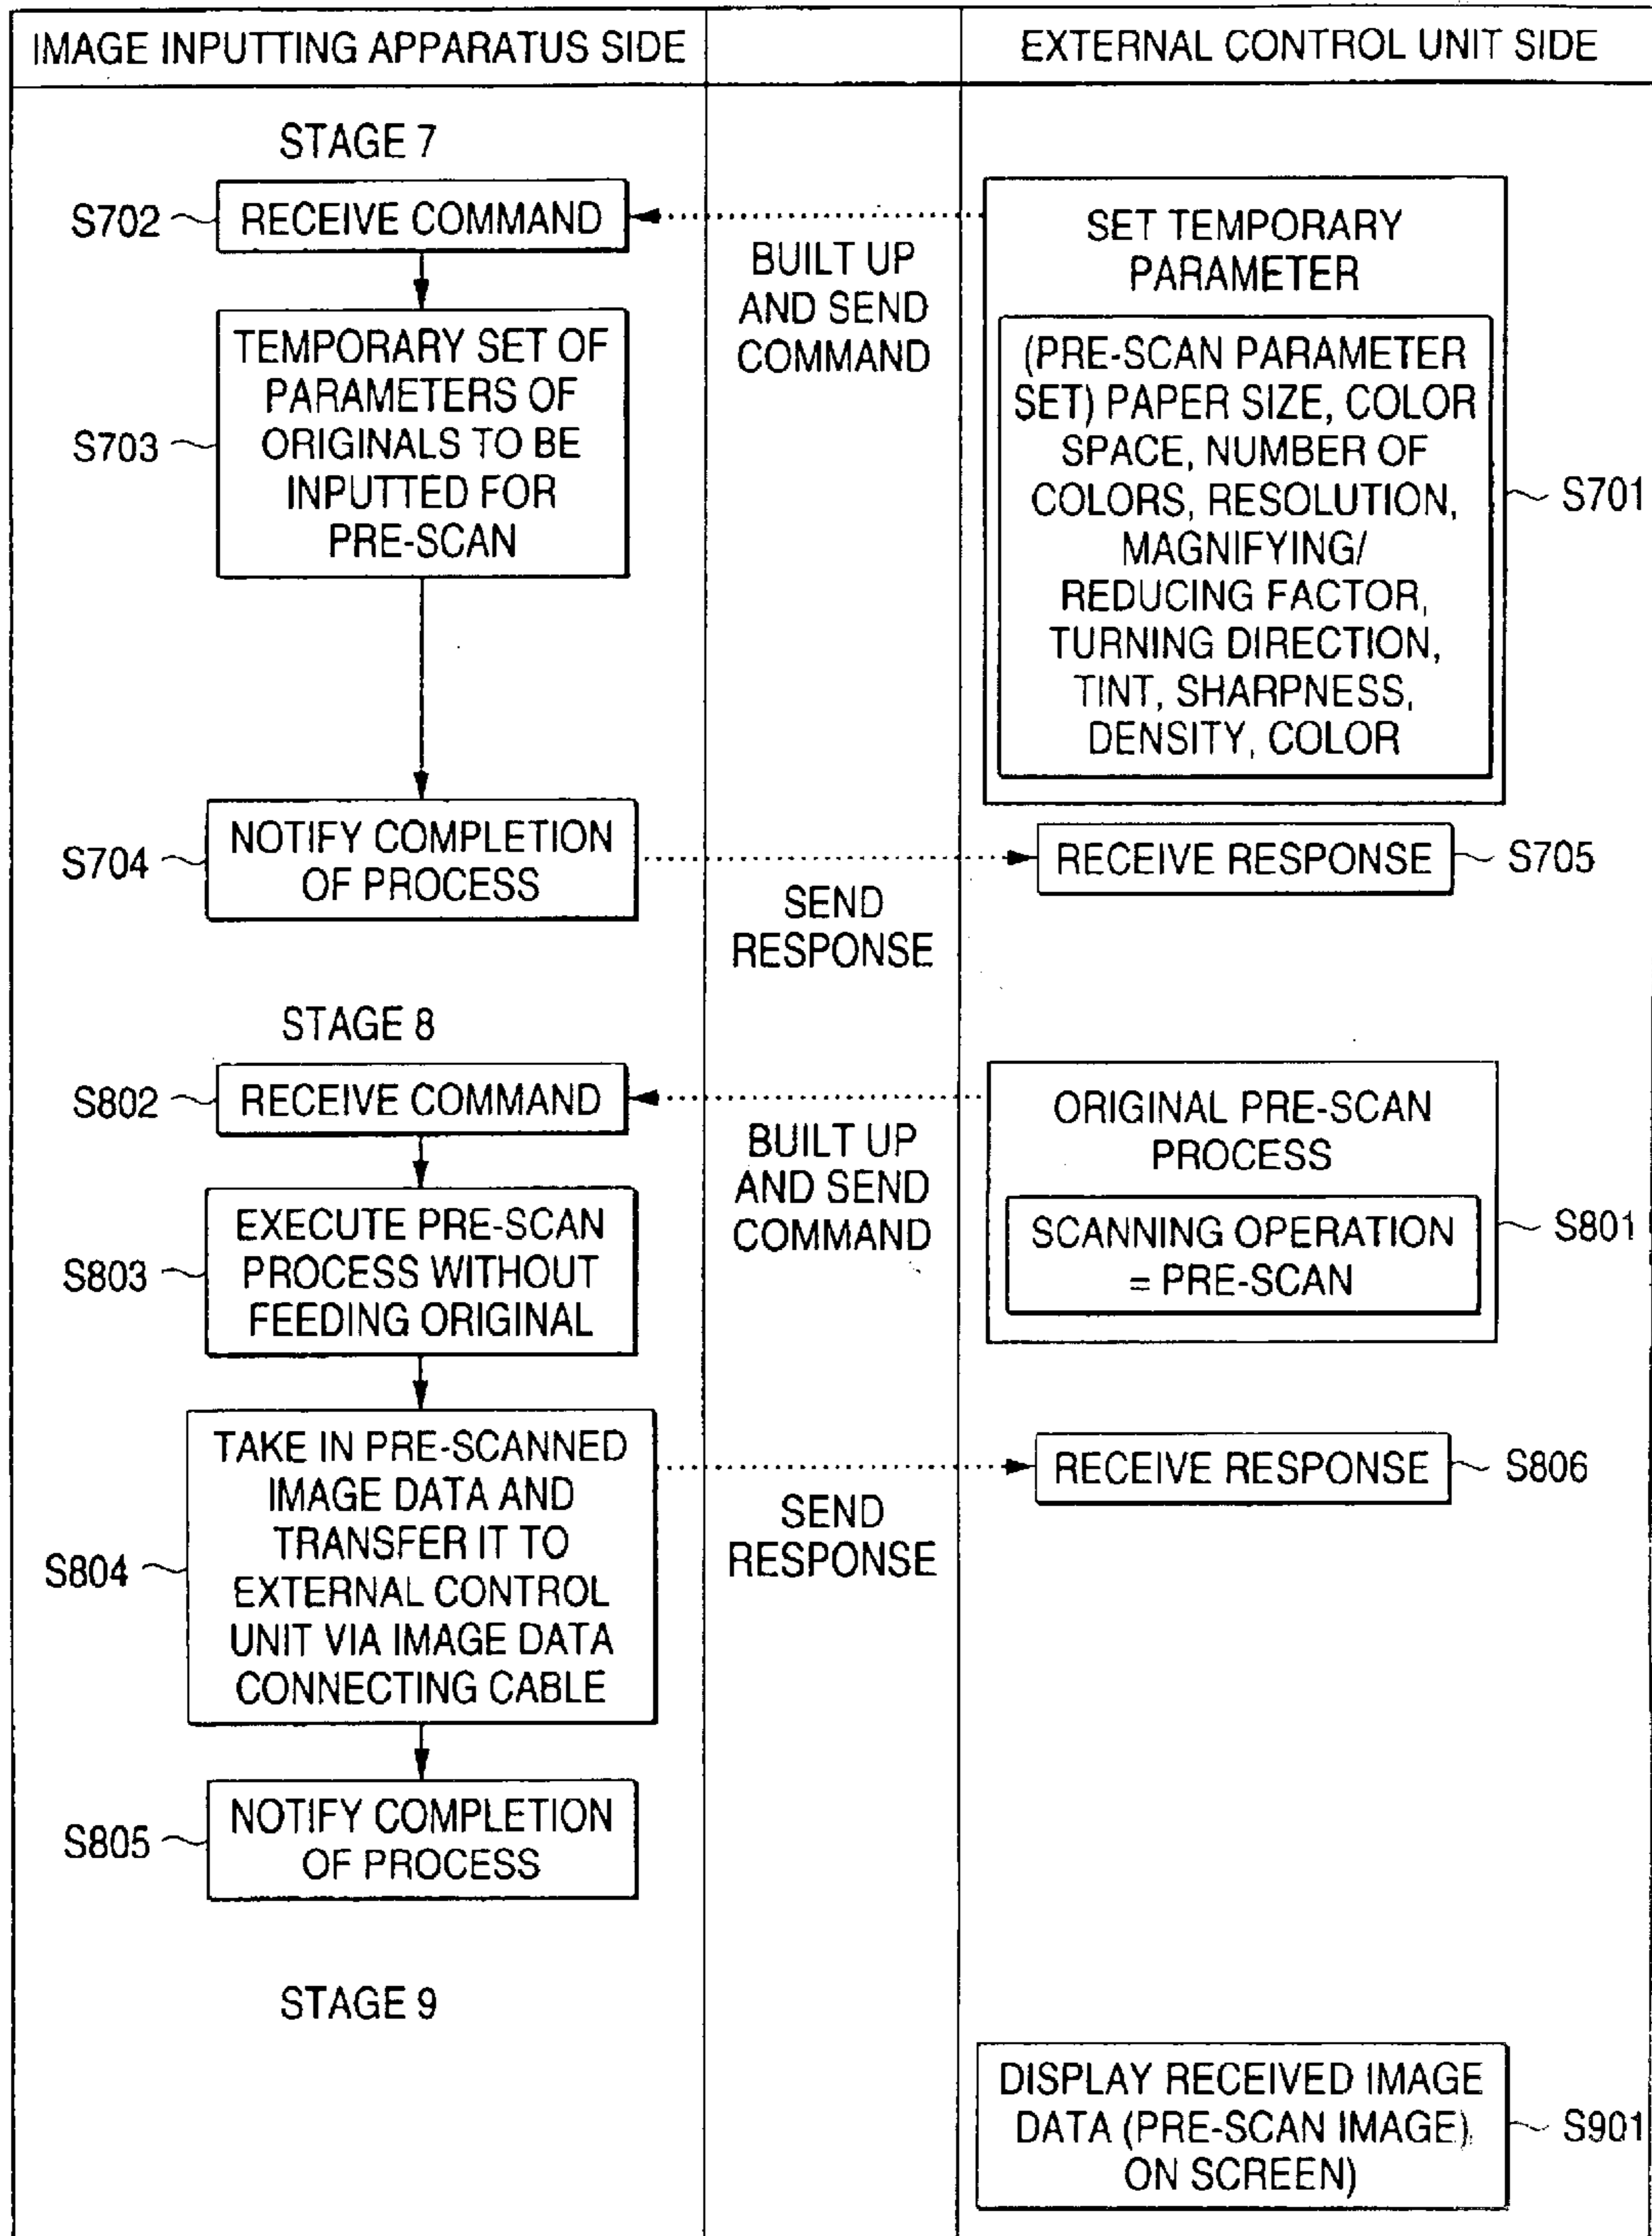 IMAGE INPUTTING APPARATUS SIDE
EXTERNAL CONTROL UNIT SIDE
STAGE 7
S702
RECEIVE COMMAND
BUILT UP
AND SEND
COMMAND
SET TEMPORARY
PARAMETER
(PRE-SCAN PARAMETER
SET) PAPER SIZE, COLOR
SPACE, NUMBER OF
COLORS, RESOLUTION,
MAGNIFYING/
REDUCING FACTOR,
TURNING DIRECTION,
TINT, SHARPNESS,
DENSITY, COLOR
S701
S703
TEMPORARY SET OF
PARAMETERS OF
ORIGINALS TO BE
INPUTTED FOR
PRE-SCAN
S704
NOTIFY COMPLETION
OF PROCESS
SEND
RESPONSE
RECEIVE RESPONSE
S705
STAGE 8
S802
RECEIVE COMMAND
BUILT UP
AND SEND
COMMAND
ORIGINAL PRE-SCAN
PROCESS
SCANNING OPERATION
= PRE-SCAN
S801
S803
EXECUTE PRE-SCAN
PROCESS WITHOUT
FEEDING ORIGINAL
S804
TAKE IN PRE-SCANNED
IMAGE DATA AND
TRANSFER IT TO
EXTERNAL CONTROL
UNIT VIA IMAGE DATA
CONNECTING CABLE
SEND
RESPONSE
RECEIVE RESPONSE
S806
S805
NOTIFY COMPLETION
OF PROCESS
STAGE 9
DISPLAY RECEIVED IMAGE
DATA (PRE-SCAN IMAGE)
ON SCREEN)
S901